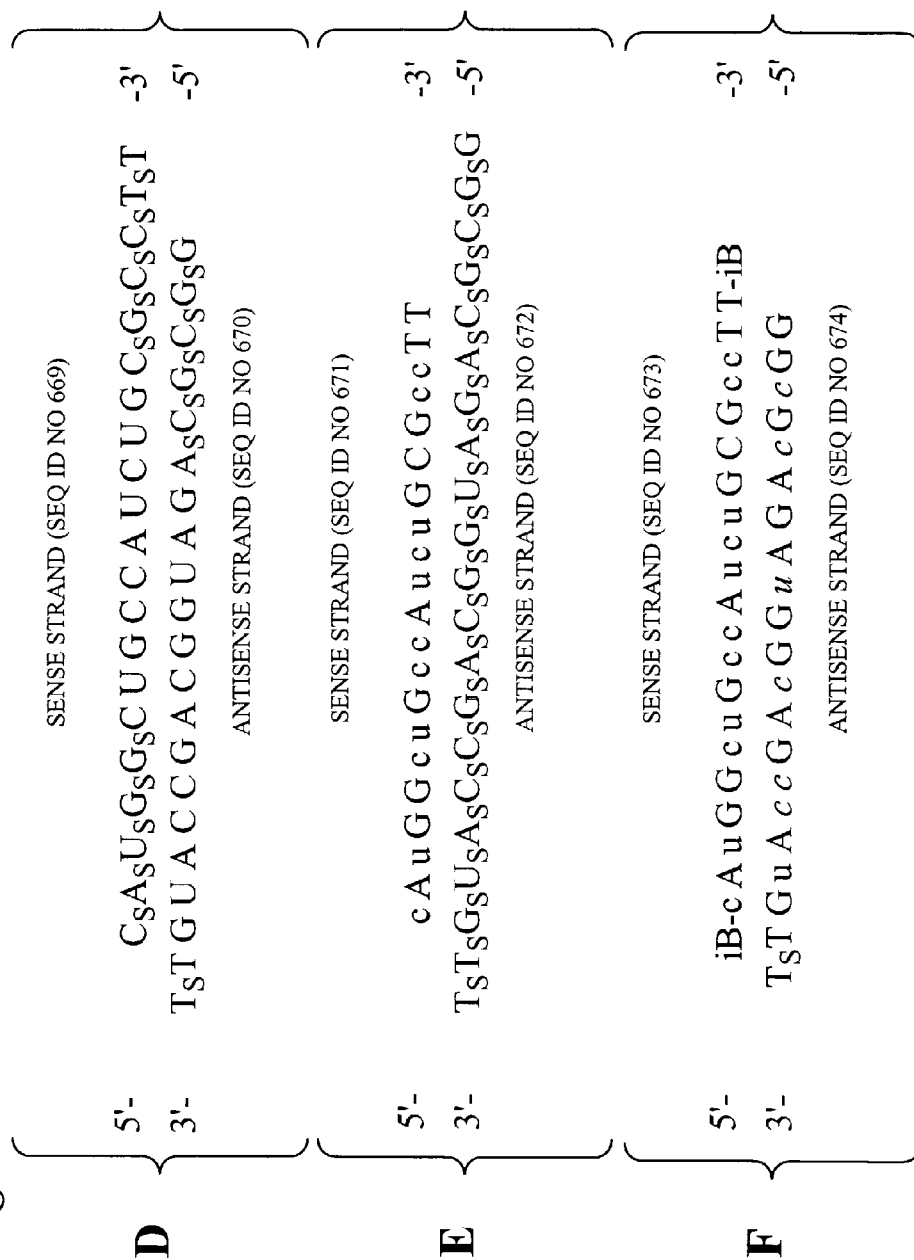 SENSE STRAND (SEQ ID NO 669)
D 5'- CsAsUsGsGsC U G C C A U C U G CsGsCsCsTsT -3'
3'- TsT G U A C C G A C G G U A G AsCsGsCsGsG -5'
ANTISENSE STRAND (SEQ ID NO 670)
SENSE STRAND (SEQ ID NO 671)
E 5'- c A u G G c u G c c A u c u G C G c c T T -3'
3'- TsTsGsUsAsCsCsGsAsCsGsGsUsAsGsAsCsGsCsGsG -5'
ANTISENSE STRAND (SEQ ID NO 672)
SENSE STRAND (SEQ ID NO 673)
F 5'- iB-c A u G G c u G c c A u c u G C G c c T T-iB -3'
3'- TsT G u A c c G A c G G u A G A c G c G G -5'
ANTISENSE STRAND (SEQ ID NO 674)